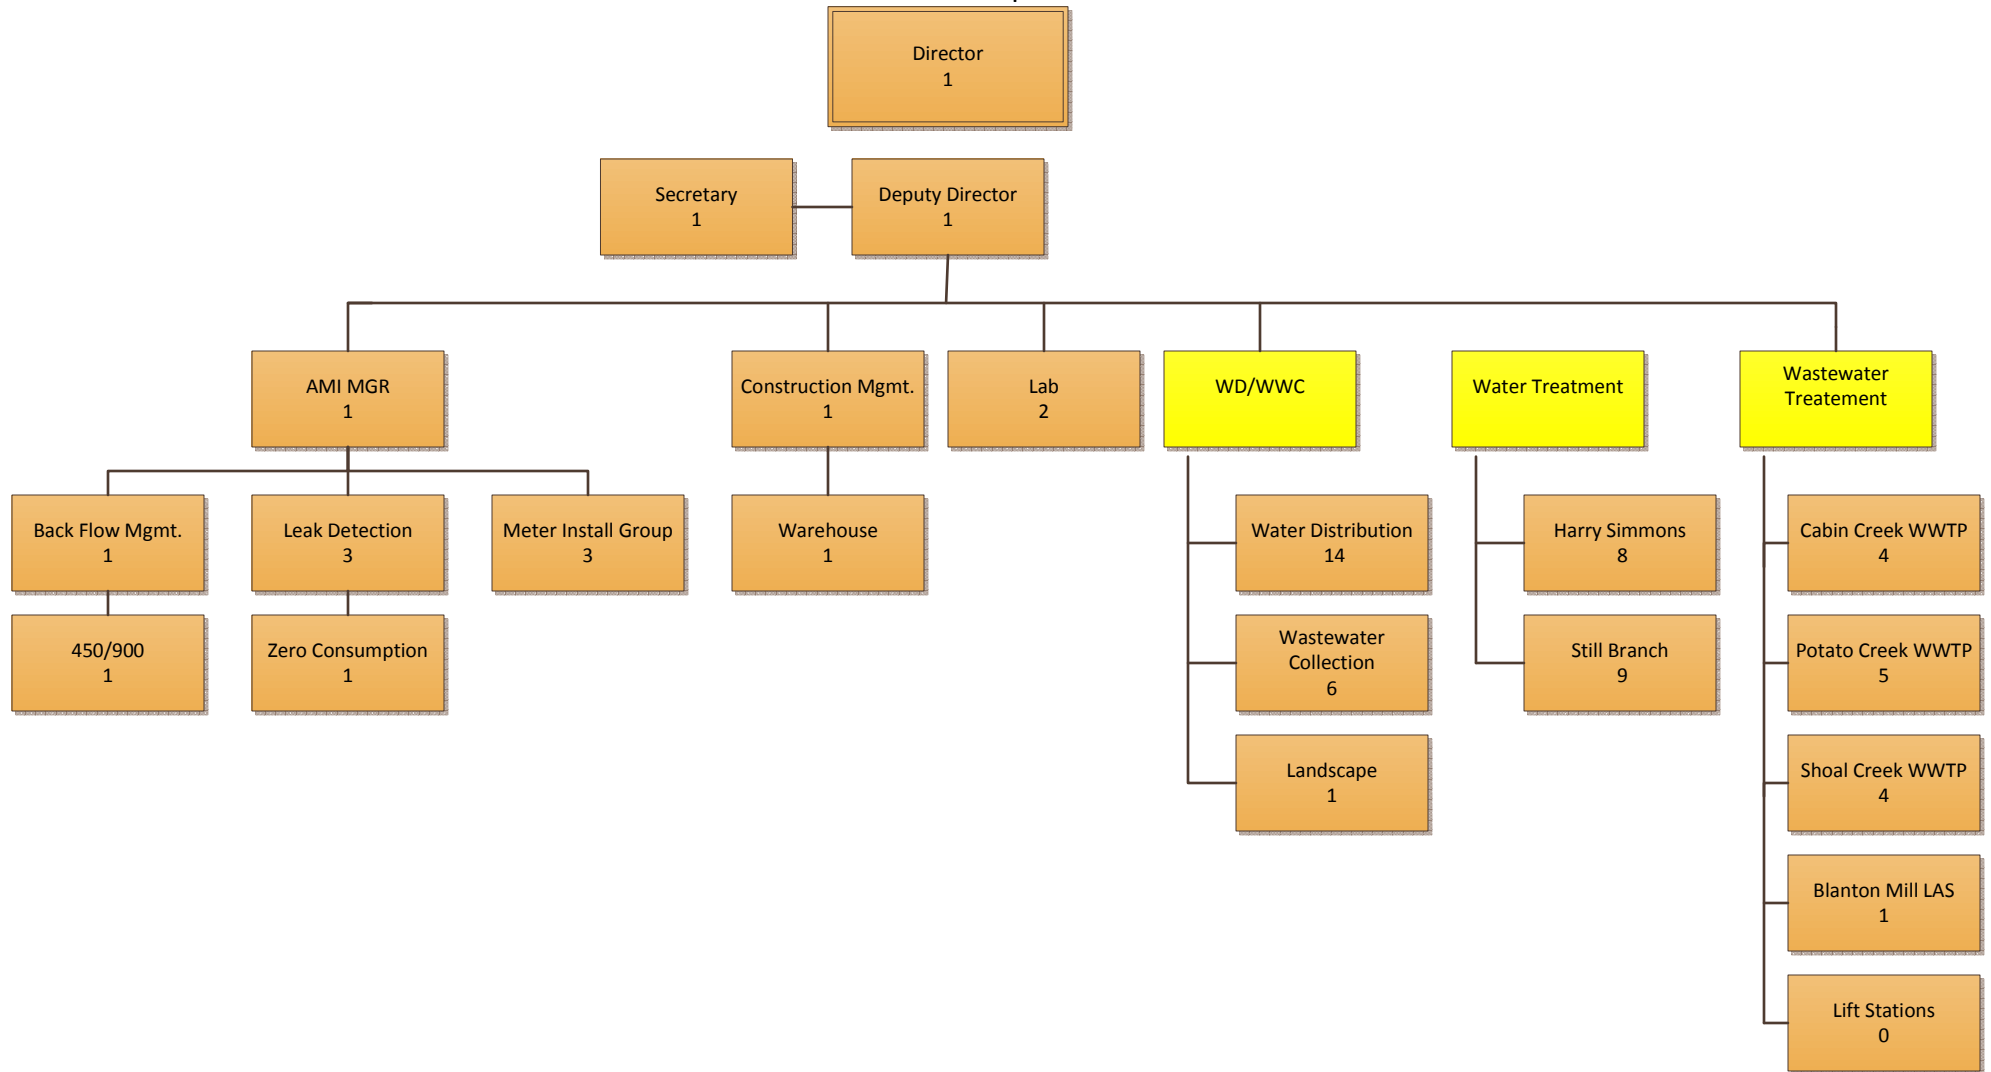 Director
1
Secretary
1
Deputy Director
1
AMI MGR
1
Construction Mgmt.
1
Lab
2
WD/WWC
Water Treatment
Wastewater
Treatement
Back Flow Mgmt.
1
Leak Detection
3
Meter Install Group
3
Warehouse
1
Water Distribution
14
Harry Simmons
8
Cabin Creek WWTP
4
450/900
1
Zero Consumption
1
Wastewater
Collection
6
Still Branch
9
Potato Creek WWTP
5
Landscape
1
Shoal Creek WWTP
4
Blanton Mill LAS
1
Lift Stations
0